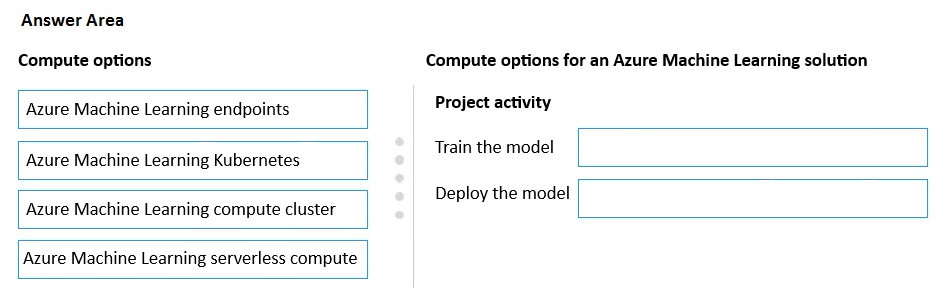 Answer Area
Compute options
Azure Machine Learning endpoints
Azure Machine Learning Kubernetes
Azure Machine Learning compute cluster
Azure Machine Learning serverless compute
Compute options for an Azure Machine Learning solution
Project activity
Train the model
Deploy the model